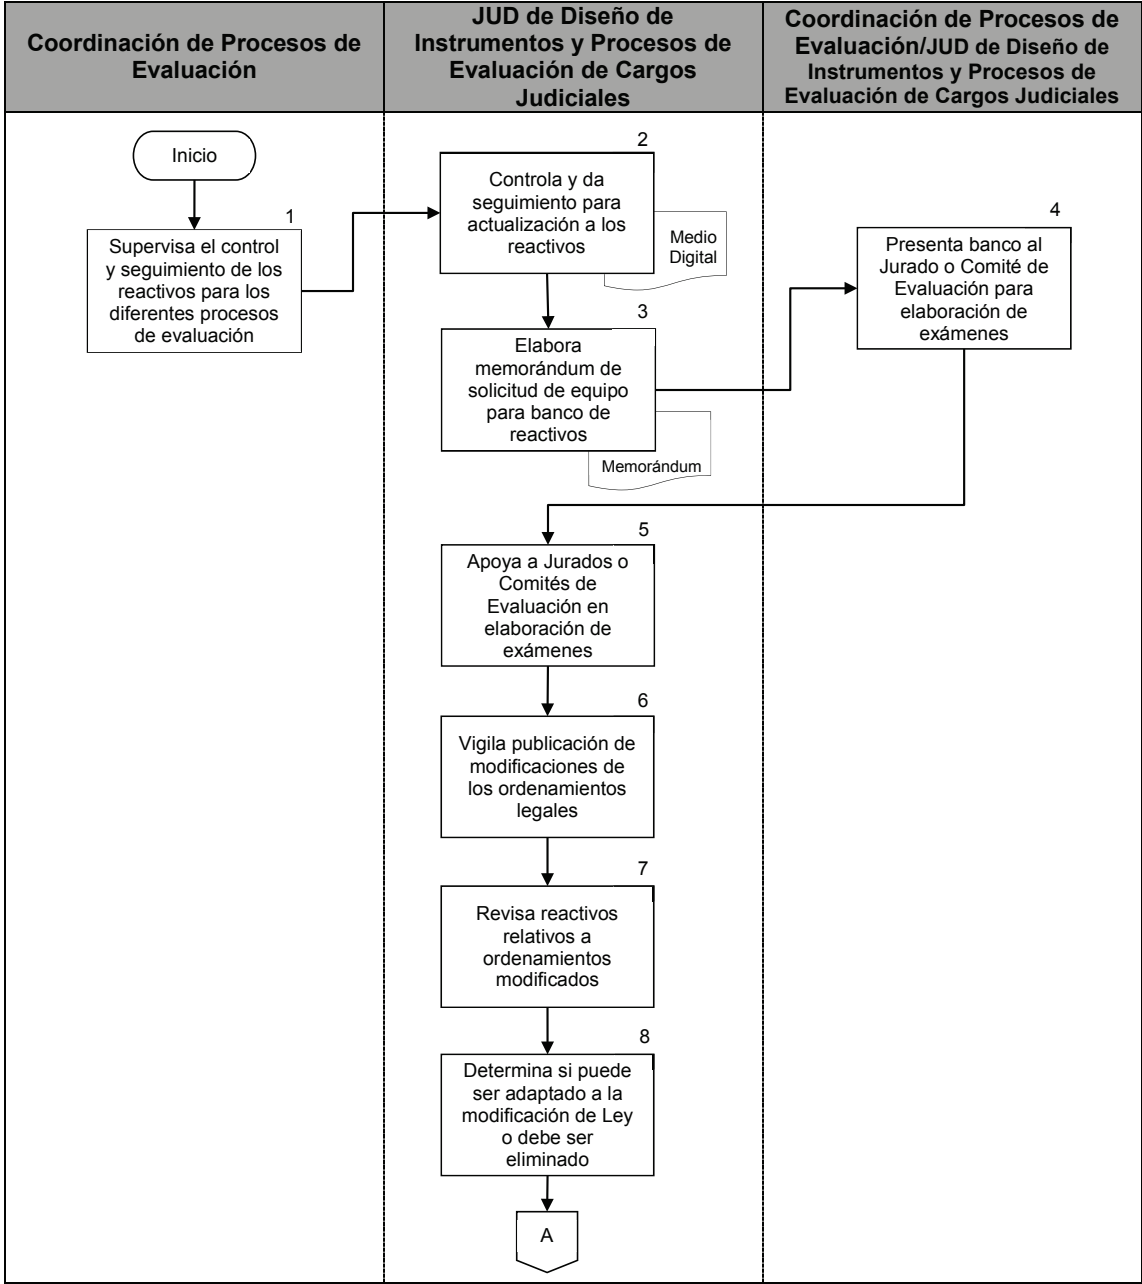 Coordinación de Procesos de
Evaluación
JUD de Diseño de
Instrumentos y Procesos de
Evaluación de Cargos
Judiciales
Coordinación de Procesos de
Evaluación/JUD de Diseño de
Instrumentos y Procesos de
Evaluación de Cargos Judiciales
Inicio
1
Supervisa el control
y seguimiento de los
reactivos para los
diferentes procesos
de evaluación
2
Controla y da
seguimiento para
actualización a los
reactivos
Medio
Digital
3
Elabora
memorándum de
solicitud de equipo
para banco de
reactivos
Memorándum
4
Presenta banco al
Jurado o Comité de
Evaluación para
elaboración de
exámenes
5
Apoya a Jurados o
Comités de
Evaluación en
elaboración de
exámenes
6
Vigila publicación de
modificaciones de
los ordenamientos
legales
7
Revisa reactivos
relativos a
ordenamientos
modificados
8
Determina si puede
ser adaptado a la
modificación de Ley
o debe ser
eliminado
A